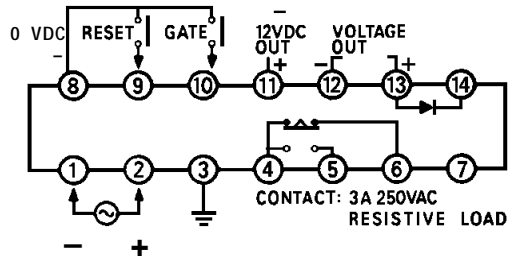 0 VDC RESET GATE 12VDC OUT VOLTAGE OUT
− − + − +
8 9 10 11 12 13 14
1 2 3 4 5 6 7
− +
CONTACT: 3A 250VAC
RESISTIVE LOAD